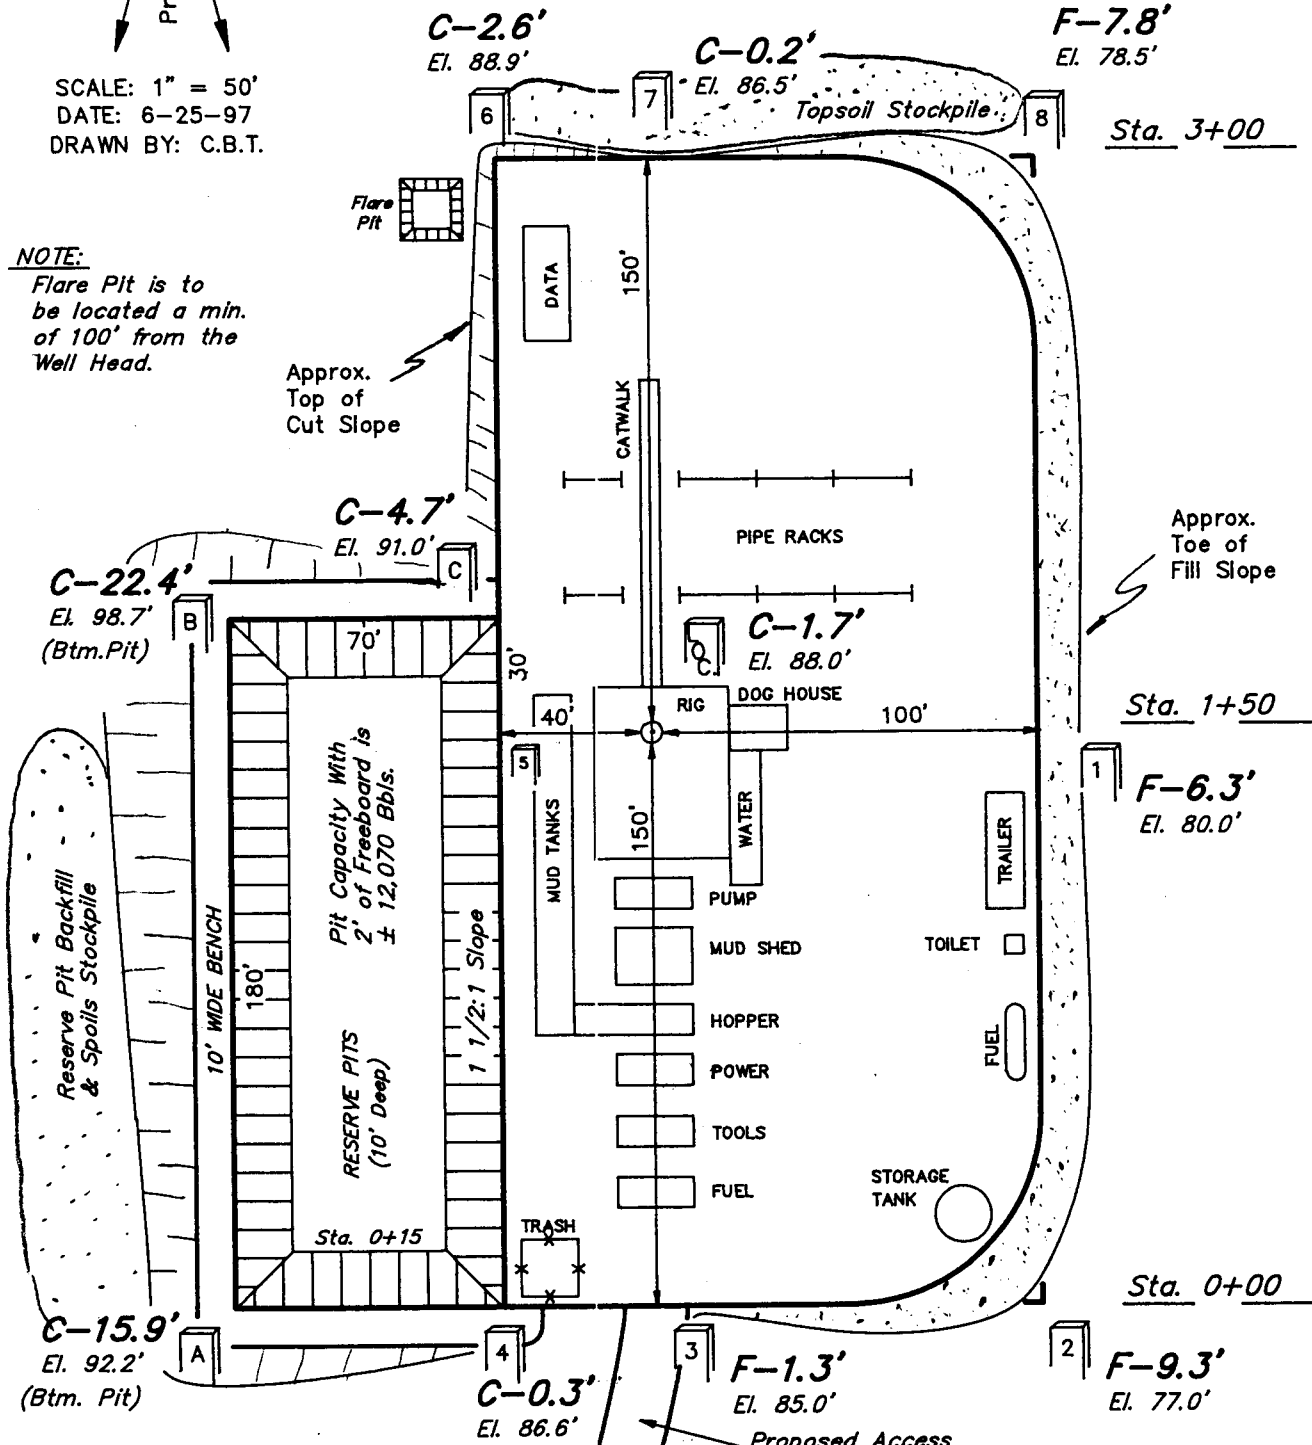 Pr
SCALE: 1" = 50'
DATE: 6-25-97
DRAWN BY: C.B.T.
C-2.6'
El. 88.9'
6
C-0.2'
El. 86.5'
7
F-7.8'
El. 78.5'
8
Topsoil Stockpile
Sta. 3+00
Flare
Pit
NOTE:
Flare Pit is to
be located a min.
of 100' from the
Well Head.
DATA
150'
Approx.
Top of
Cut Slope
CATWALK
PIPE RACKS
C-4.7'
El. 91.0'
C
Approx.
Toe of
Fill Slope
C-22.4'
El. 98.7'
(Btm.Pit)
B
70'
30'
C-1.7'
El. 88.0'
RIG
DOG HOUSE
40'
100'
Sta. 1+50
5
1
F-6.3'
El. 80.0'
MUD TANKS
150'
WATER
TRAILER
Pit Capacity With
2' of Freeboard is
± 12,070 Bbls.
Reserve Pit Backfill
& Spoils Stockpile
10' WIDE BENCH
180'
1 1/2:1 Slope
RESERVE PITS
(10' Deep)
PUMP
MUD SHED
TOILET
HOPPER
FUEL
POWER
TOOLS
FUEL
STORAGE
TANK
Sta. 0+15
TRASH
Sta. 0+00
C-15.9'
El. 92.2'
(Btm. Pit)
A
4
C-0.3'
El. 86.6'
3
F-1.3'
El. 85.0'
2
F-9.3'
El. 77.0'
Proposed Access